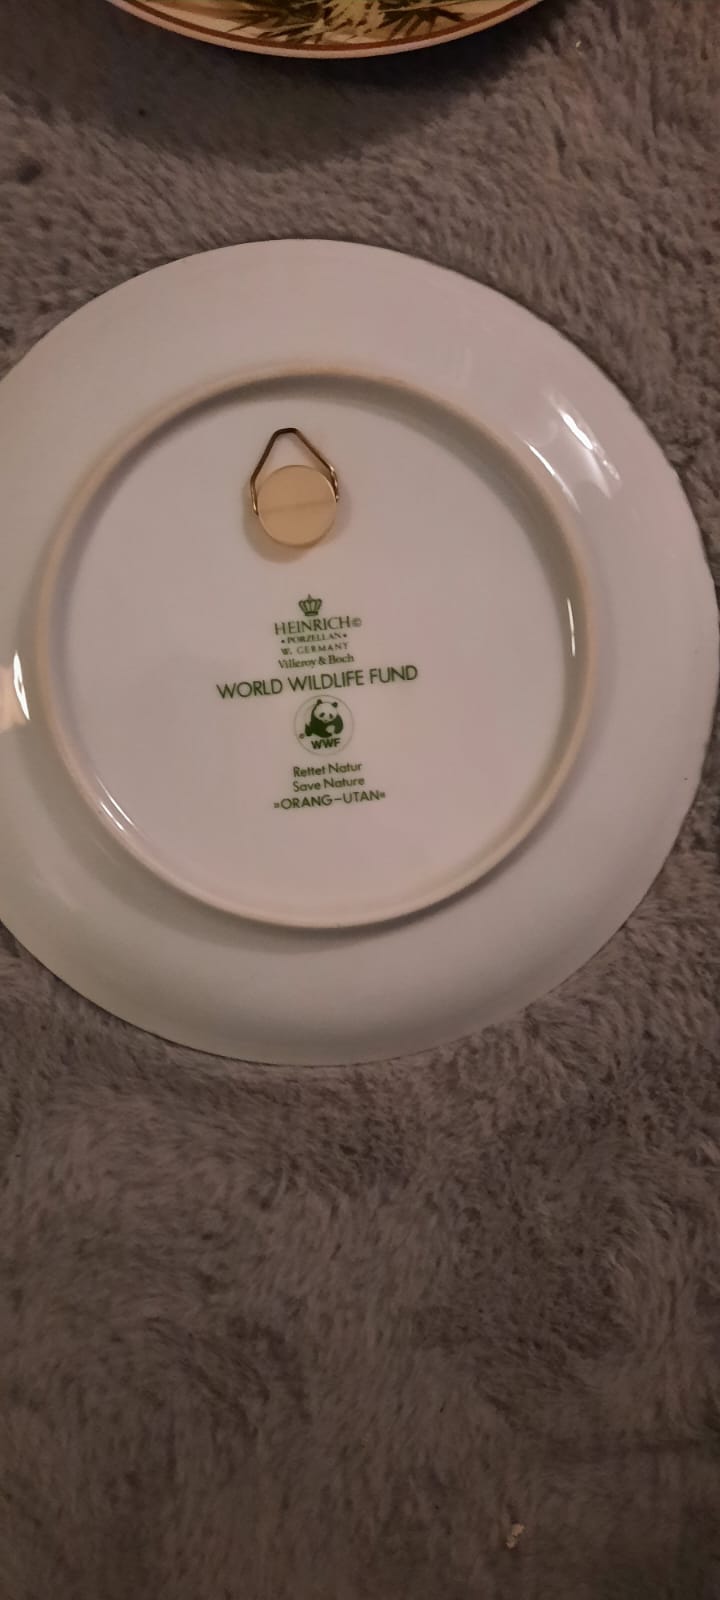 HEINRICH©
•PORZELLAN•
W. GERMANY
Villeroy & Boch
WORLD WILDLIFE FUND
WWF
Rettet Natur
Save Nature
»ORANG-UTAN«